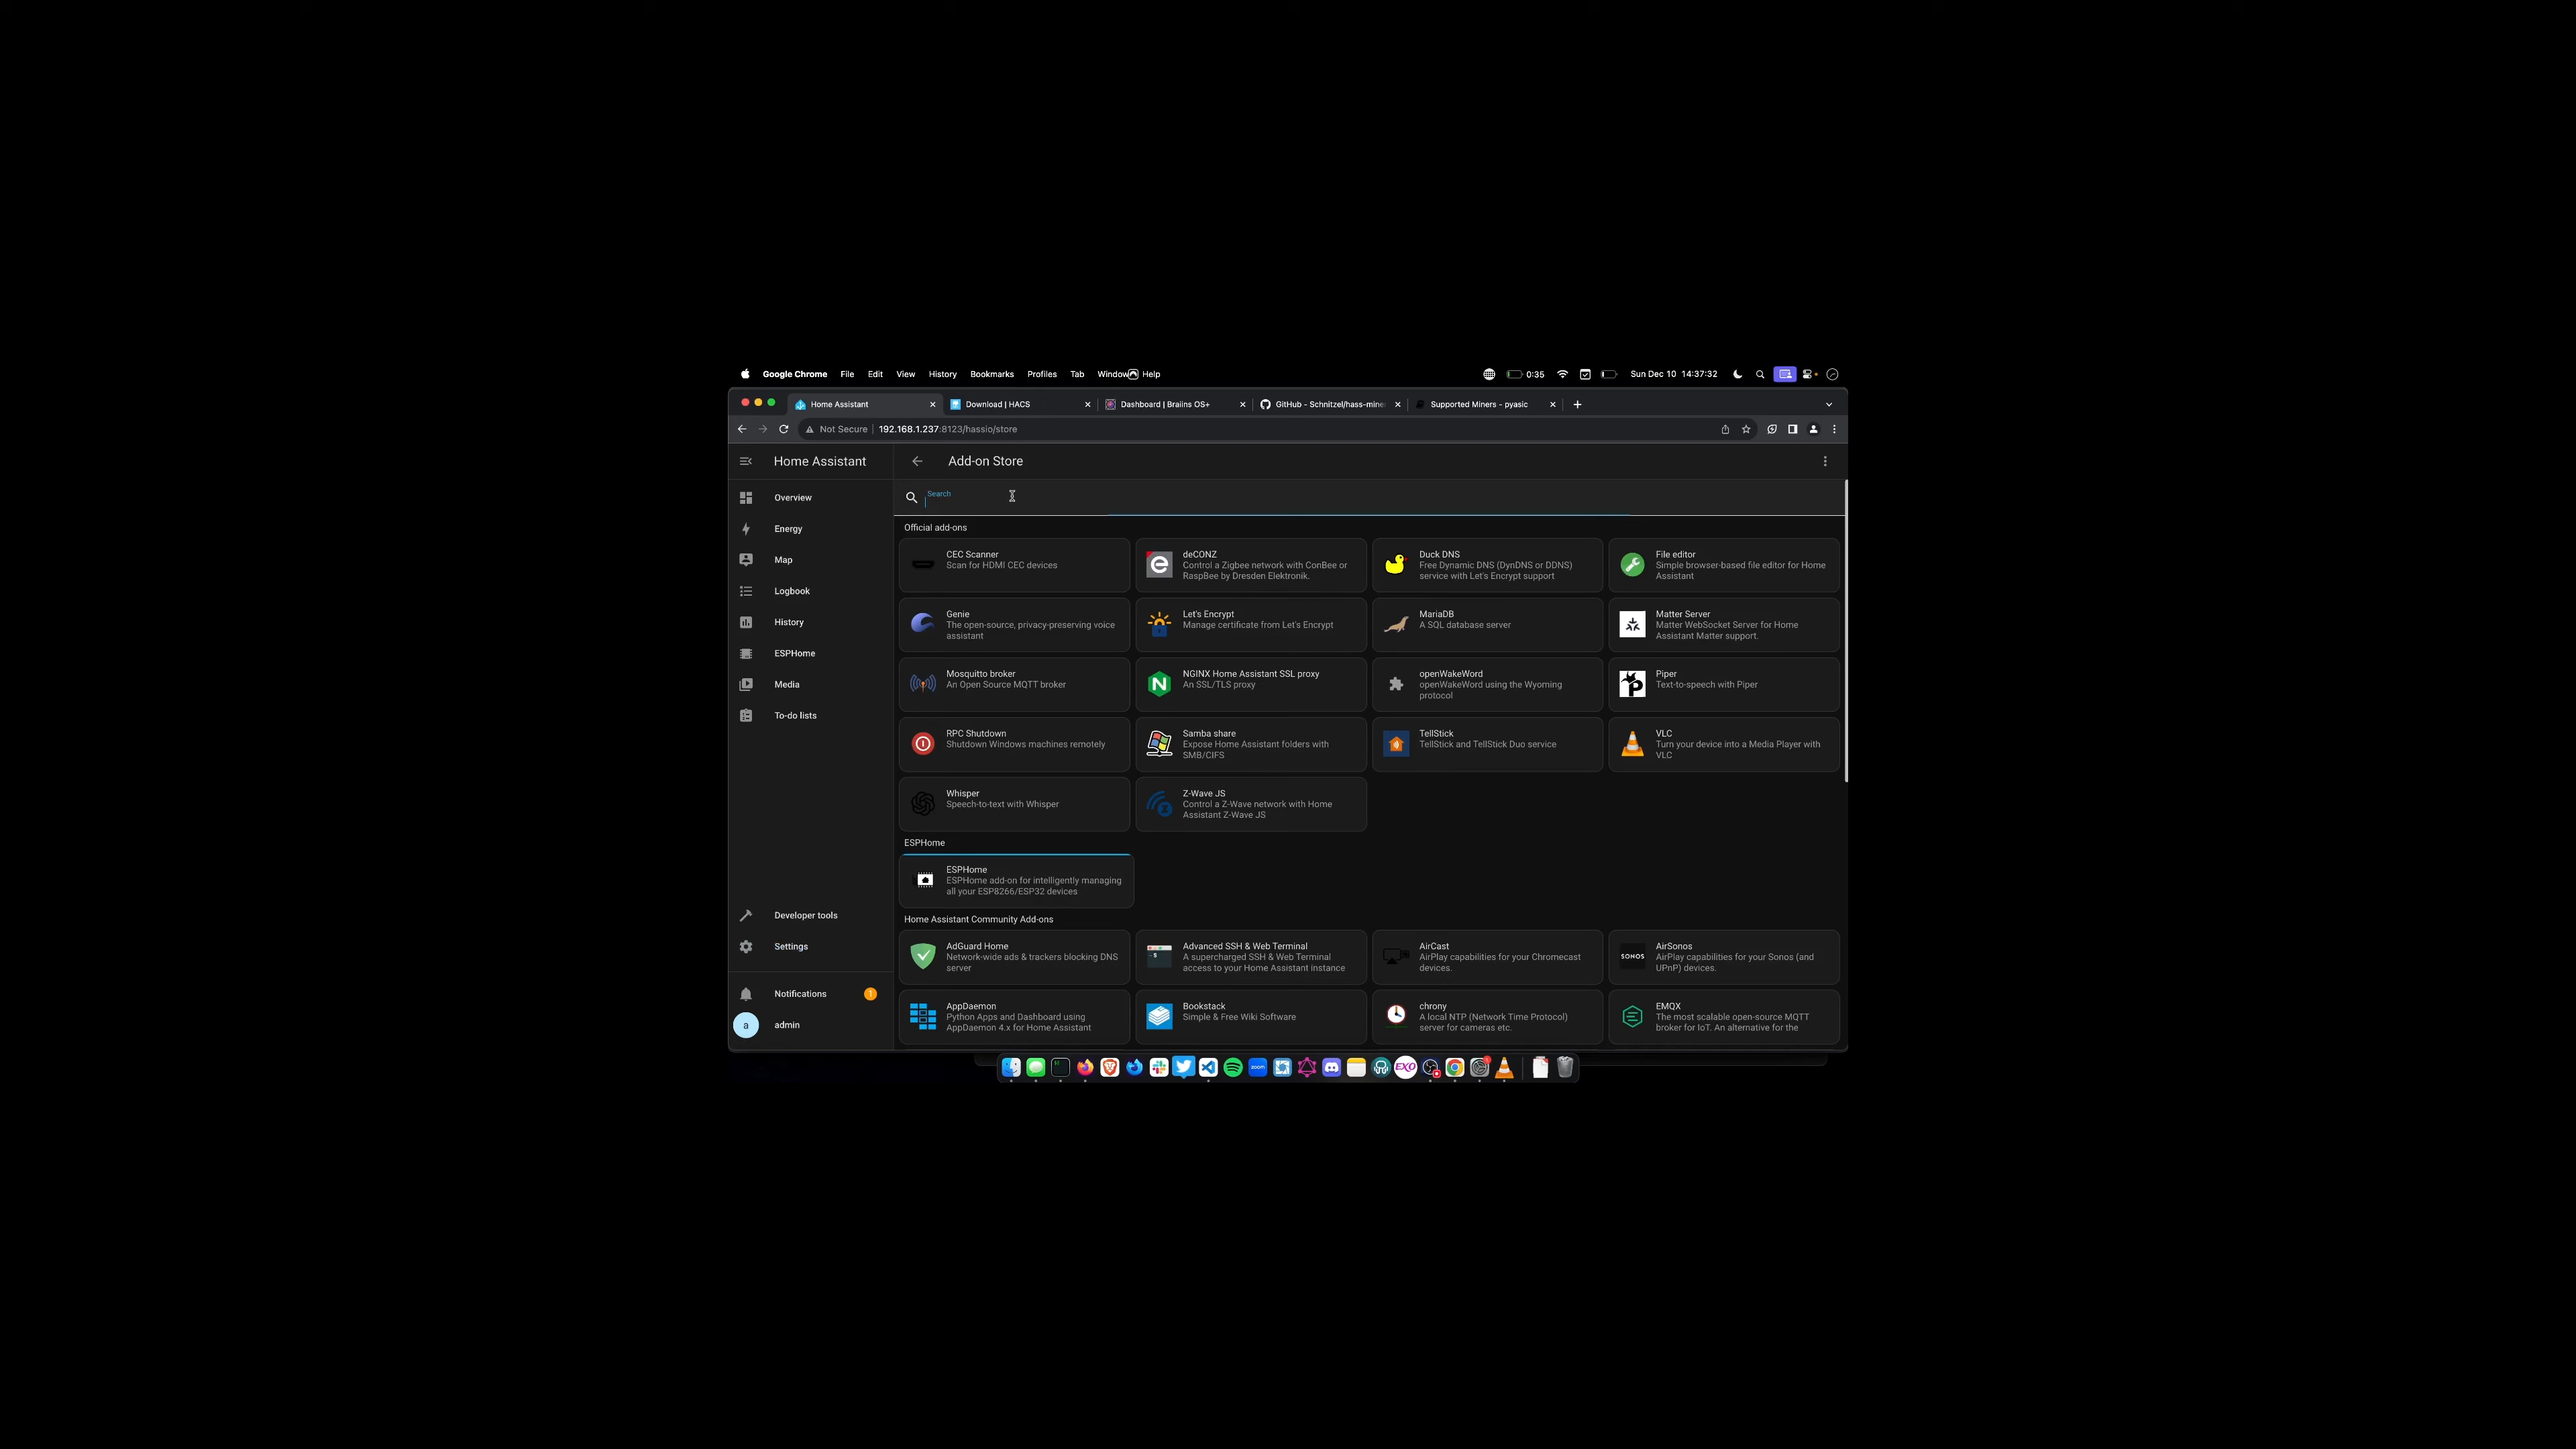 Google Chrome File Edit View History Bookmarks Profiles Tab Window Help 0:35 Sun Dec 10 14:37:32
Home Assistant Download | HACS Dashboard | Braiins OS+ GitHub - Schnitzel/hass-mine Supported Miners - pyasic
Not Secure 192.168.1.237:8123/hassio/store
Home Assistant
Add-on Store
Search
Overview
Energy
Map
Logbook
History
ESPHome
Media
To-do lists
Developer tools
Settings
Notifications 1
a admin
Official add-ons
CEC Scanner
Scan for HDMI CEC devices
deCONZ
Control a Zigbee network with ConBee or
RaspBee by Dresden Elektronik.
Duck DNS
Free Dynamic DNS (DynDNS or DDNS)
service with Let's Encrypt support
File editor
Simple browser-based file editor for Home
Assistant
Genie
The open-source, privacy-preserving voice
assistant
Let's Encrypt
Manage certificate from Let's Encrypt
MariaDB
A SQL database server
Matter Server
Matter WebSocket Server for Home
Assistant Matter support.
Mosquitto broker
An Open Source MQTT broker
NGINX Home Assistant SSL proxy
An SSL/TLS proxy
openWakeWord
openWakeWord using the Wyoming
protocol
Piper
Text-to-speech with Piper
RPC Shutdown
Shutdown Windows machines remotely
Samba share
Expose Home Assistant folders with
SMB/CIFS
TellStick
TellStick and TellStick Duo service
VLC
Turn your device into a Media Player with
VLC
Whisper
Speech-to-text with Whisper
Z-Wave JS
Control a Z-Wave network with Home
Assistant Z-Wave JS
ESPHome
ESPHome
ESPHome add-on for intelligently managing
all your ESP8266/ESP32 devices
Home Assistant Community Add-ons
AdGuard Home
Network-wide ads & trackers blocking DNS
server
Advanced SSH & Web Terminal
A supercharged SSH & Web Terminal
access to your Home Assistant instance
AirCast
AirPlay capabilities for your Chromecast
devices.
SONOS
AirSonos
AirPlay capabilities for your Sonos (and
UPnP) devices.
AppDaemon
Python Apps and Dashboard using
AppDaemon 4.x for Home Assistant
Bookstack
Simple & Free Wiki Software
chrony
A local NTP (Network Time Protocol)
server for cameras etc.
EMQX
The most scalable open-source MQTT
broker for IoT. An alternative for the
zoom EXO